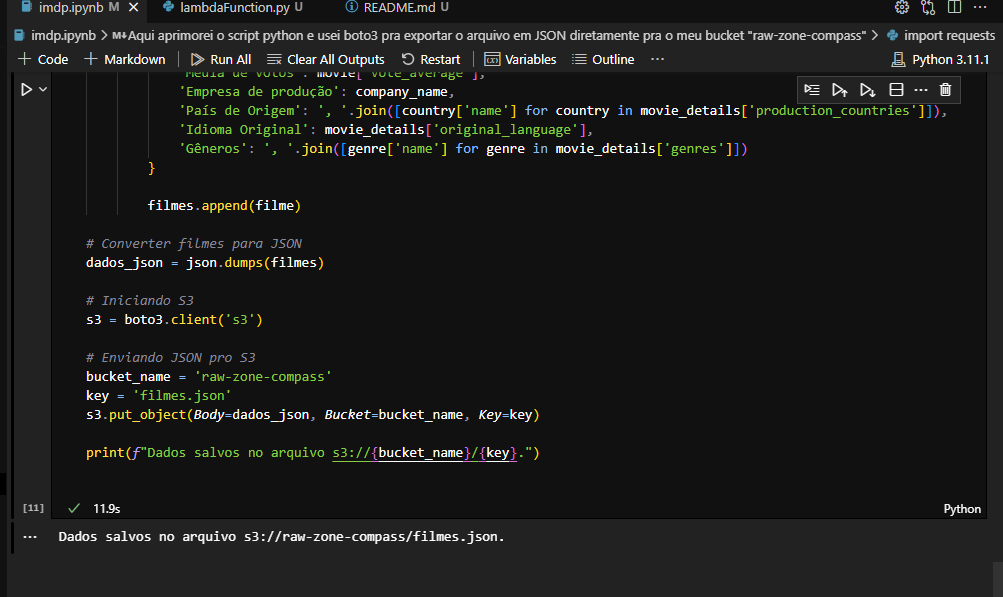 imdp.ipynb M
lambdaFunction.py U
README.md U
imdp.ipynb > M↓Aqui aprimorei o script python e usei boto3 pra exportar o arquivo em JSON diretamente pra o meu bucket "raw-zone-compass" > import requests
+ Code + Markdown | Run All Clear All Outputs Restart | Variables Outline ... Python 3.11.1
'Média de votos': movie['vote_average'],
'Empresa de produção': company_name,
'País de Origem': ', '.join([country['name'] for country in movie_details['production_countries']]),
'Idioma Original': movie_details['original_language'],
'Gêneros': ', '.join([genre['name'] for genre in movie_details['genres']])
}
filmes.append(filme)
# Converter filmes para JSON
dados_json = json.dumps(filmes)
# Iniciando S3
s3 = boto3.client('s3')
# Enviando JSON pro S3
bucket_name = 'raw-zone-compass'
key = 'filmes.json'
s3.put_object(Body=dados_json, Bucket=bucket_name, Key=key)
print(f"Dados salvos no arquivo s3://{bucket_name}/{key}.")
[11] 11.9s Python
... Dados salvos no arquivo s3://raw-zone-compass/filmes.json.